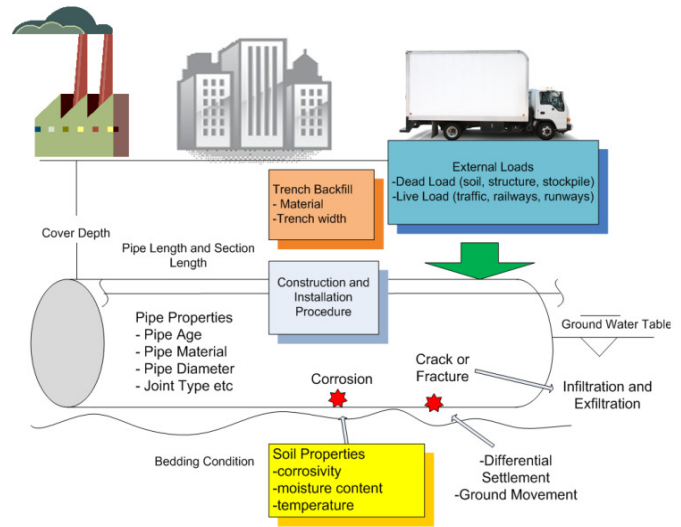 External Loads
-Dead Load (soil, structure, stockpile)
-Live Load (traffic, railways, runways)
Trench Backfill
- Material
-Trench width
Cover Depth
Pipe Length and Section
Length
Construction and
Installation
Procedure
Pipe Properties
- Pipe Age
- Pipe Material
- Pipe Diameter
- Joint Type etc
Ground Water Table
Crack or
Fracture
Corrosion
Infiltration and
Exfiltration
Bedding Condition
Soil Properties
-corrosivity
-moisture content
-temperature
-Differential
Settlement
-Ground Movement